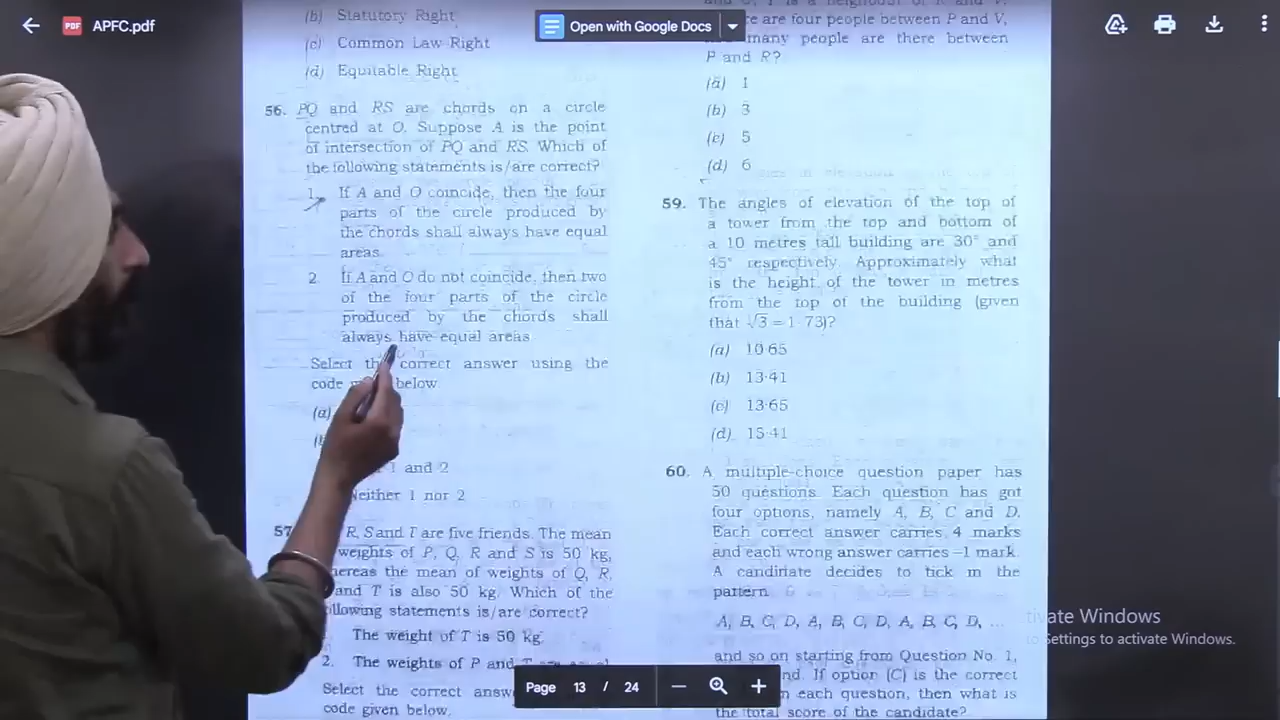 APFC.pdf
Open with Google Docs
(b) Statutory Right
(c) Common Law Right
(d) Equitable Right
56. PQ and RS are chords on a circle
centred at O. Suppose A is the point
of intersection of PQ and RS. Which of
the following statements is/are correct?
1. If A and O coincide, then the four
parts of the circle produced by
the chords shall always have equal
areas.
2. If A and O do not coincide, then two
of the four parts of the circle
produced by the chords shall
always have equal areas.
Select the correct answer using the
code below.
(a)
1 and 2
Neither 1 nor 2
57
R, S and T are five friends. The mean
weights of P, Q, R and S is 50 kg,
whereas the mean of weights of Q, R,
and T is also 50 kg. Which of the
following statements is/are correct?
The weight of T is 50 kg.
2. The weights of P and T are equal
Select the correct
code given below.
are four people between P and V,
many people are there between
P and R?
(a) 1
(b) 3
(c) 5
(d) 6
59. The angles of elevation of the top of
a tower from the top and bottom of
a 10 metres tall building are 30° and
45° respectively. Approximately what
is the height of the tower in metres
from the top of the building (given
that √3 = 1·73)?
(a) 10·65
(b) 13·41
(c) 13·65
(d) 15·41
60. A multiple-choice question paper has
50 questions. Each question has got
four options, namely A, B, C and D.
Each correct answer carries 4 marks
and each wrong answer carries –1 mark.
A candidate decides to tick in the
pattern
A, B, C, D, A, B, C, D, A, B, C, D, ...
and so on starting from Question No. 1,
If option (C) is the correct
in each question, then what is
the total score of the candidate?
Page 13 / 24
Activate Windows
to Settings to activate Windows.